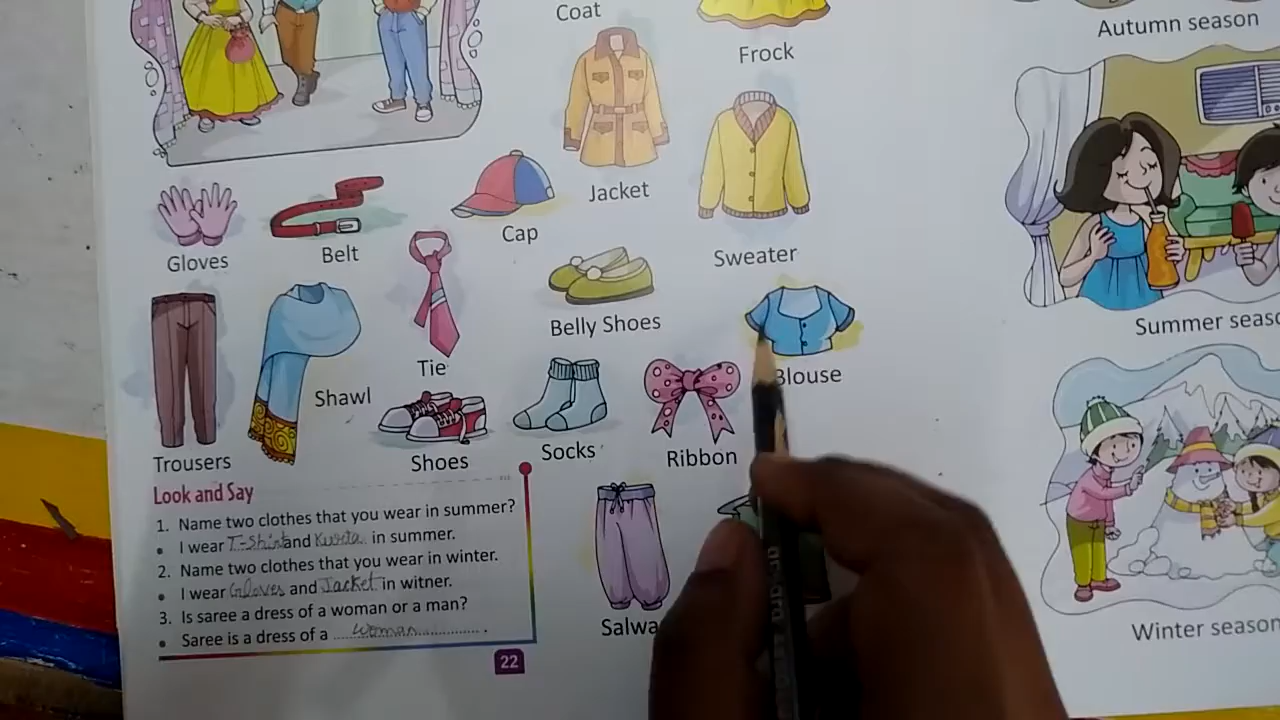 Coat
Frock
Autumn season
Jacket
Cap
Sweater
Gloves
Belt
Belly Shoes
Summer seaso
Tie
Blouse
Shawl
Trousers
Shoes
Socks
Ribbon
Look and Say
1. Name two clothes that you wear in summer?
• I wear T-Shirt and Kurta in summer.
2. Name two clothes that you wear in winter.
• I wear Gloves and Jacket in witner.
3. Is saree a dress of a woman or a man?
• Saree is a dress of a woman.
Salwa
Winter season
22